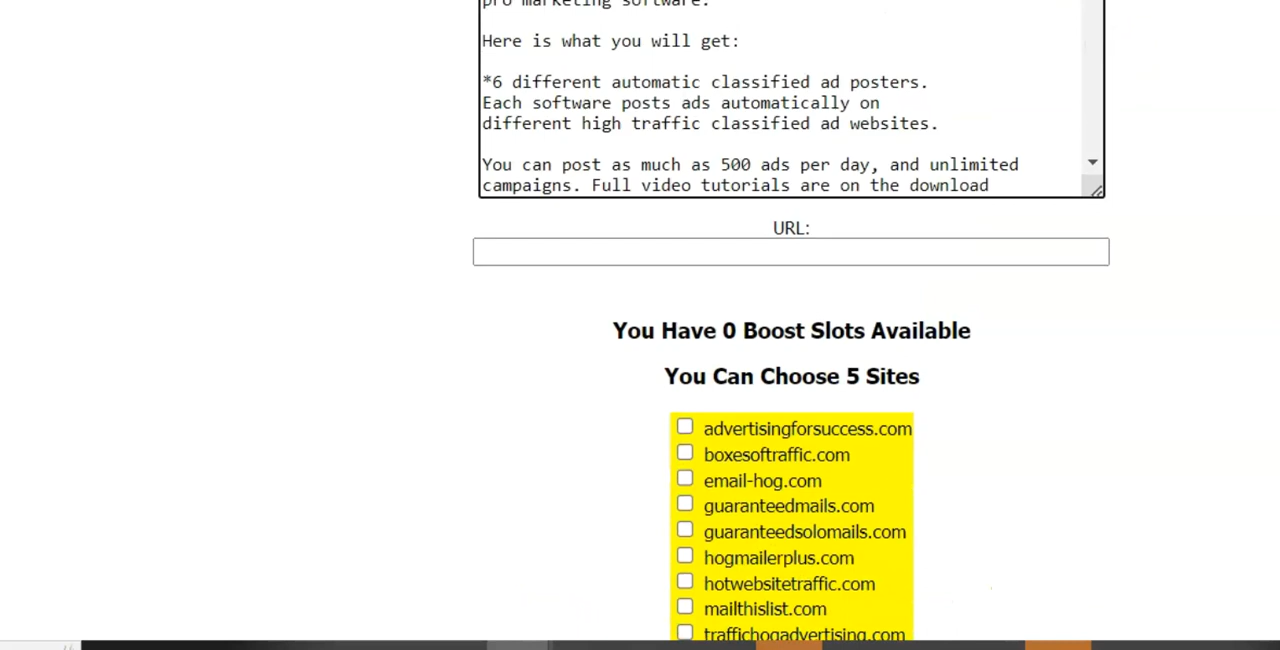 pro marketing software.
Here is what you will get:
*6 different automatic classified ad posters.
Each software posts ads automatically on
different high traffic classified ad websites.
You can post as much as 500 ads per day, and unlimited
campaigns. Full video tutorials are on the download
URL:
You Have 0 Boost Slots Available
You Can Choose 5 Sites
advertisingforsuccess.com
boxesoftraffic.com
email-hog.com
guaranteedmails.com
guaranteedsolomails.com
hogmailerplus.com
hotwebsitetraffic.com
mailthislist.com
traffichogadvertising.com